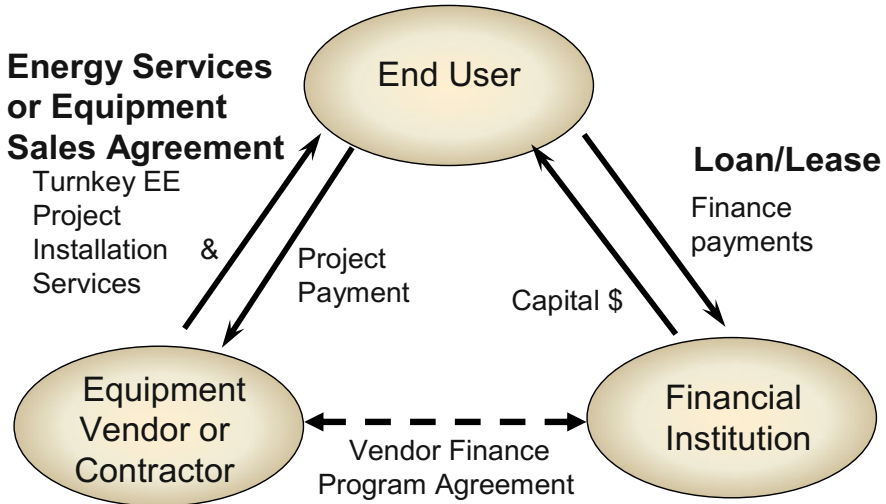 End User
Energy Services
or Equipment
Sales Agreement
Turnkey EE
Project
Installation &
Services
Project
Payment
Loan/Lease
Finance
payments
Capital $
Equipment
Vendor or
Contractor
Vendor Finance
Program Agreement
Financial
Institution